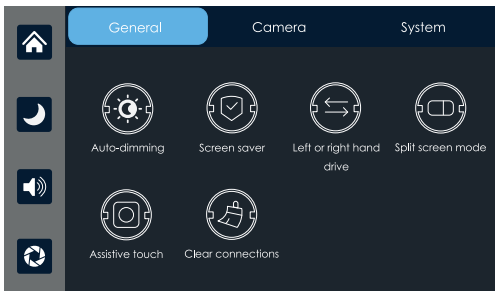 General Camera System
Auto-dimming Screen saver Left or right hand Split screen mode
drive
Assistive touch Clear connections